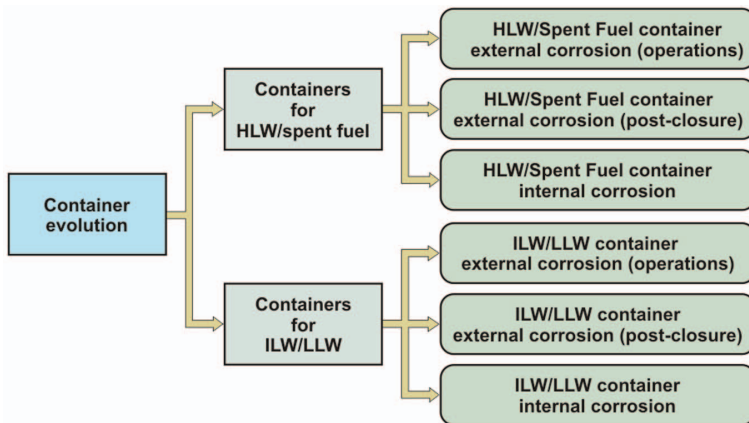 Container
evolution
Containers
for
HLW/spent fuel
HLW/Spent Fuel container
external corrosion (operations)
HLW/Spent Fuel container
external corrosion (post-closure)
HLW/Spent Fuel container
internal corrosion
Containers
for
ILW/LLW
ILW/LLW container
external corrosion (operations)
ILW/LLW container
external corrosion (post-closure)
ILW/LLW container
internal corrosion